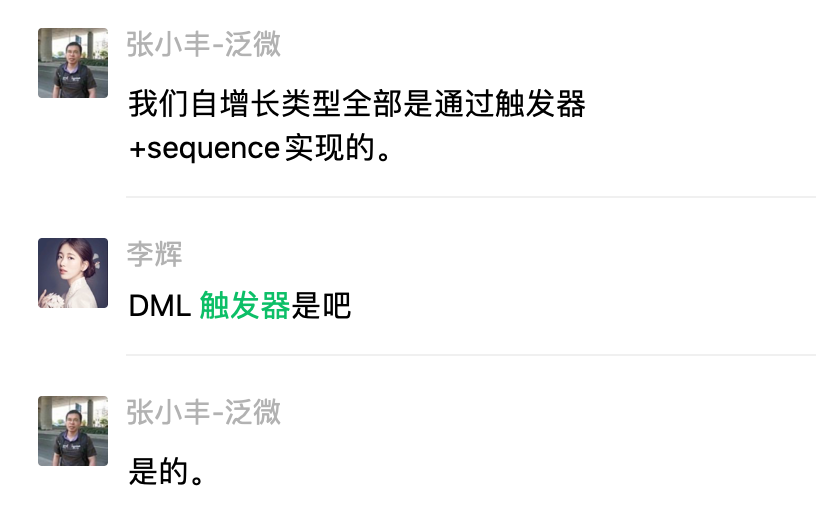 张小丰-泛微
我们自增长类型全部是通过触发器
+sequence实现的。
李辉
DML 触发器是吧
张小丰-泛微
是的。